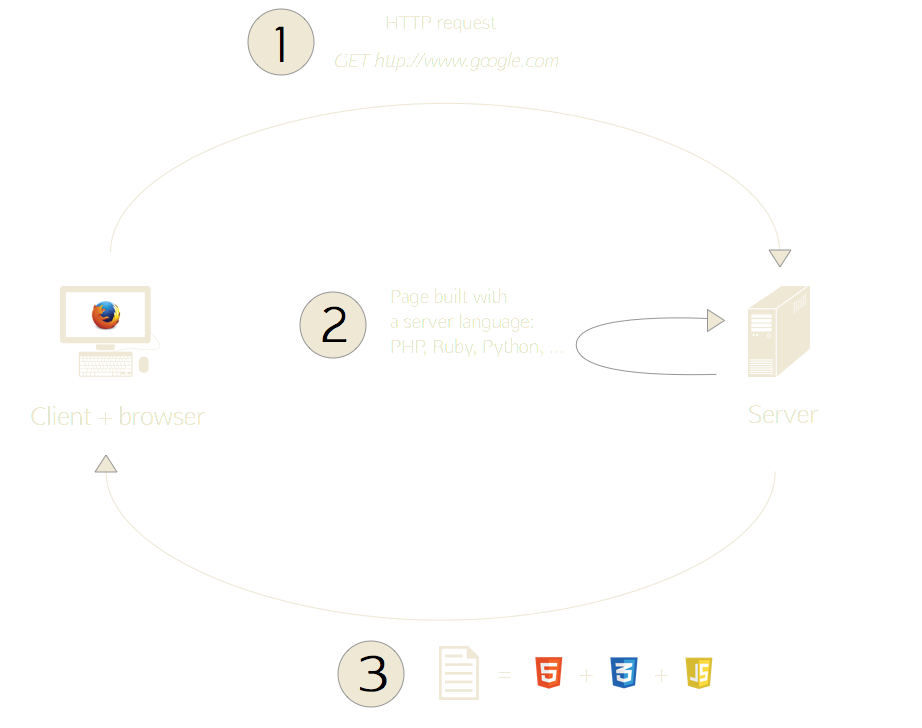 1
HTTP request
GET http://www.google.com
2
Page built with
a server language:
PHP, Ruby, Python, ...
Client + browser
Server
3
= 5 + 3 + JS